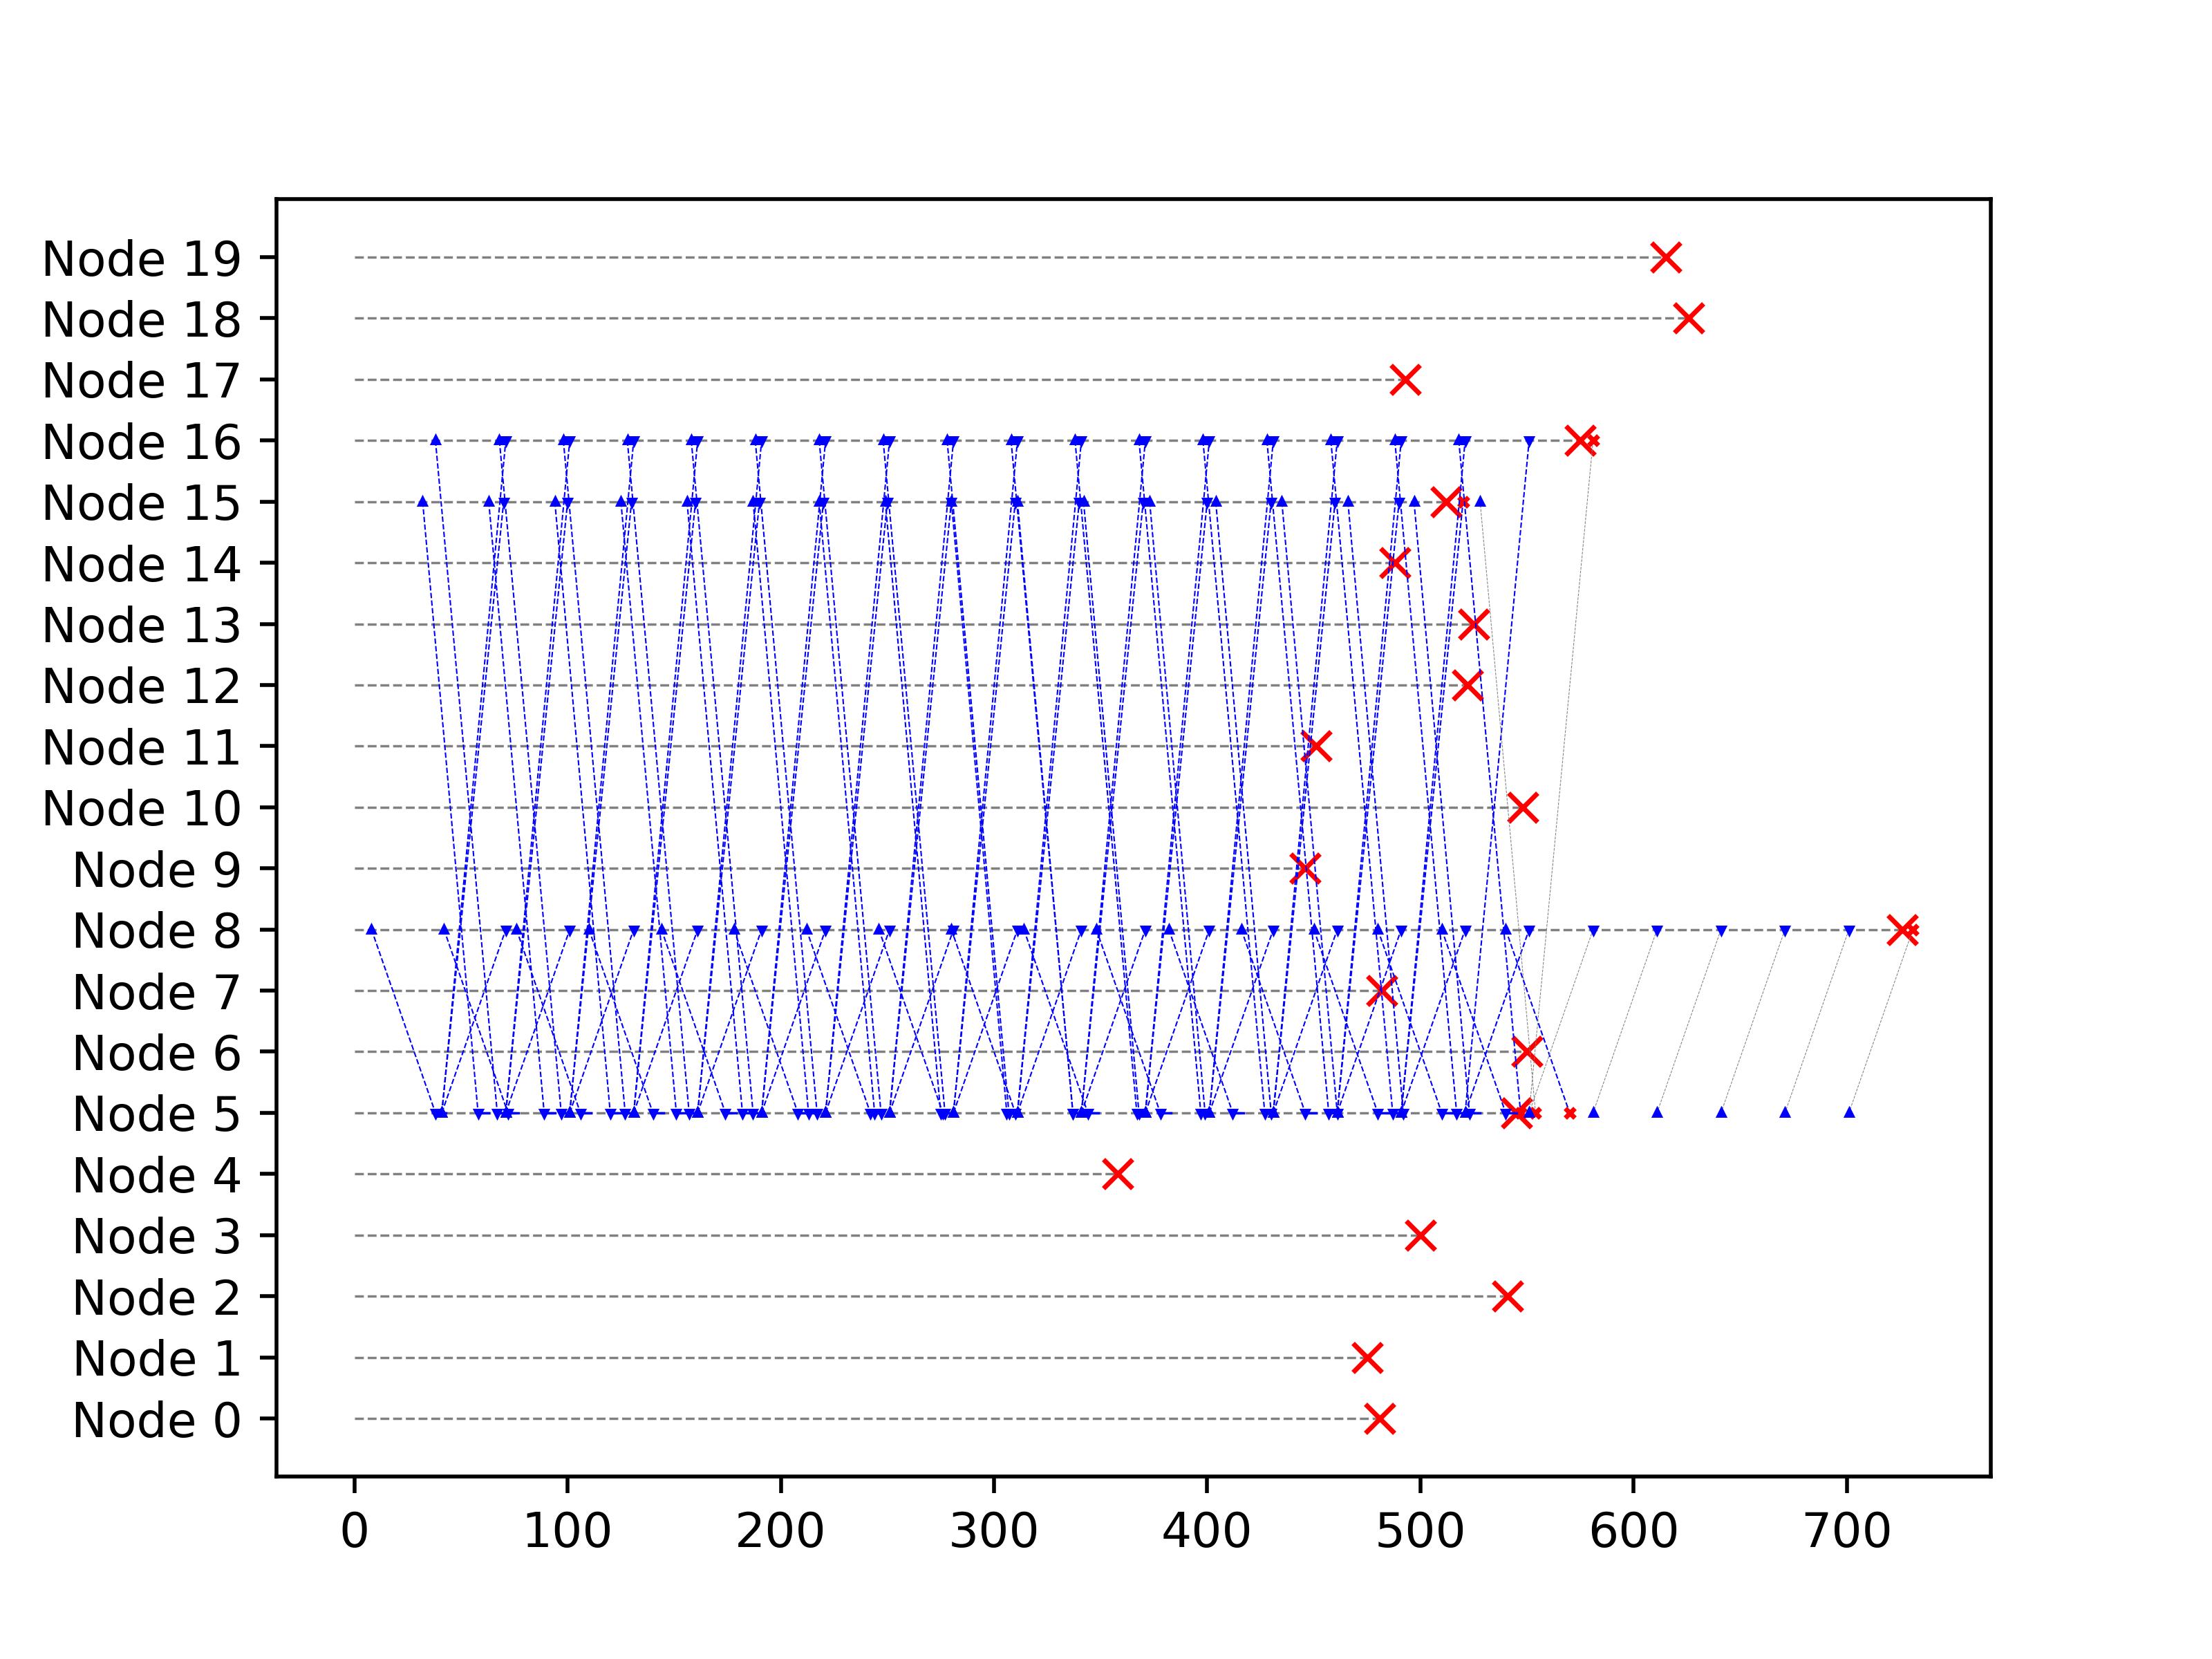 Node 19
Node 18
Node 17
Node 16
Node 15
Node 14
Node 13
Node 12
Node 11
Node 10
Node 9
Node 8
Node 7
Node 6
Node 5
Node 4
Node 3
Node 2
Node 1
Node 0
0 100 200 300 400 500 600 700